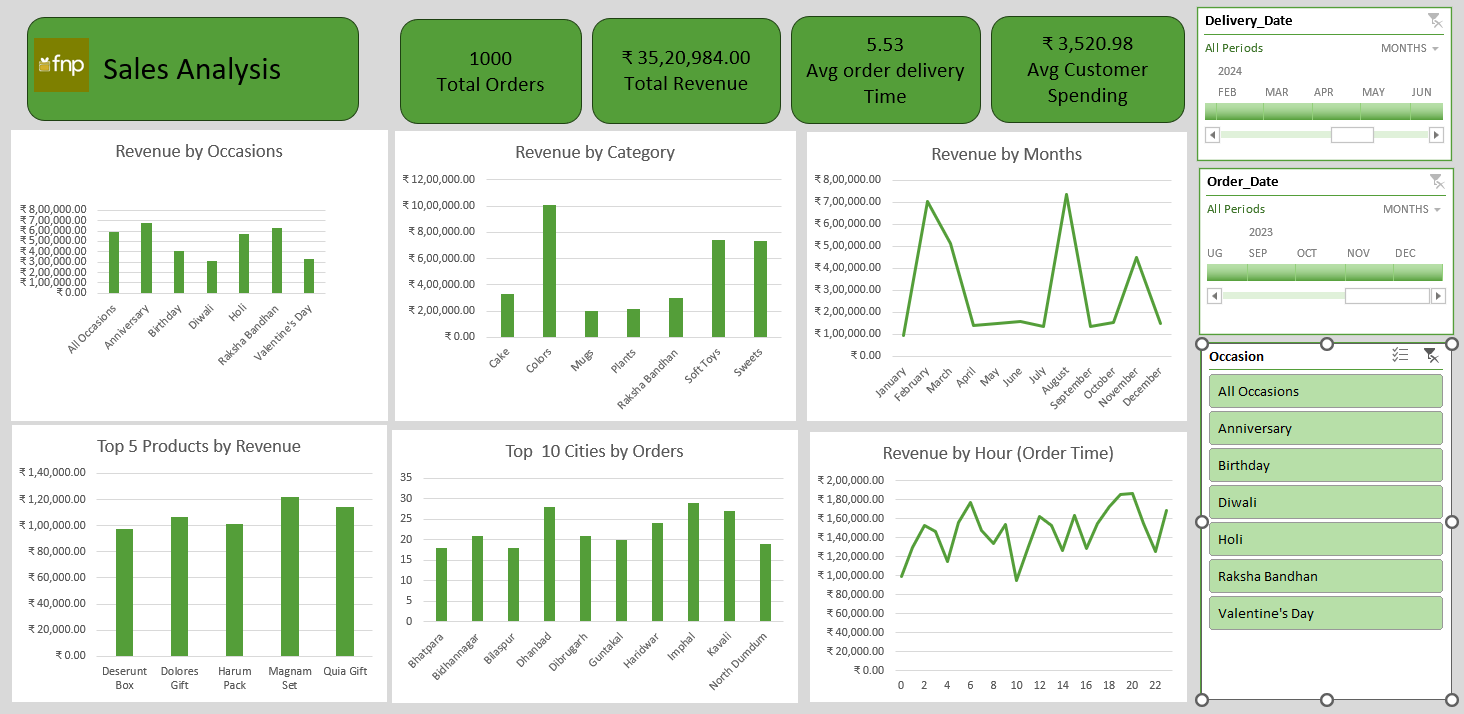 fnp
Sales Analysis
1000
Total Orders
₹ 35,20,984.00
Total Revenue
5.53
Avg order delivery
Time
₹ 3,520.98
Avg Customer
Spending
Revenue by Occasions
₹ 8,00,000.00
₹ 7,00,000.00
₹ 6,00,000.00
₹ 5,00,000.00
₹ 4,00,000.00
₹ 3,00,000.00
₹ 2,00,000.00
₹ 1,00,000.00
₹ 0.00
All Occasions
Anniversary
Birthday
Diwali
Holi
Raksha Bandhan
Valentine's Day
Revenue by Category
₹ 12,00,000.00
₹ 10,00,000.00
₹ 8,00,000.00
₹ 6,00,000.00
₹ 4,00,000.00
₹ 2,00,000.00
₹ 0.00
Cake
Colors
Mugs
Plants
Raksha Bandhan
Soft Toys
Sweets
Revenue by Months
₹ 8,00,000.00
₹ 7,00,000.00
₹ 6,00,000.00
₹ 5,00,000.00
₹ 4,00,000.00
₹ 3,00,000.00
₹ 2,00,000.00
₹ 1,00,000.00
₹ 0.00
January
February
March
April
May
June
July
August
September
October
November
December
Top 5 Products by Revenue
₹ 1,40,000.00
₹ 1,20,000.00
₹ 1,00,000.00
₹ 80,000.00
₹ 60,000.00
₹ 40,000.00
₹ 20,000.00
₹ 0.00
Deserunt Box
Dolores Gift
Harum Pack
Magnam Set
Quia Gift
Top  10 Cities by Orders
35
30
25
20
15
10
5
0
Bhatpara
Bidhannagar
Bilaspur
Dhanbad
Dibrugarh
Guntakal
Haridwar
Imphal
Kavali
North Dumdum
Revenue by Hour (Order Time)
₹ 2,00,000.00
₹ 1,80,000.00
₹ 1,60,000.00
₹ 1,40,000.00
₹ 1,20,000.00
₹ 1,00,000.00
₹ 80,000.00
₹ 60,000.00
₹ 40,000.00
₹ 20,000.00
₹ 0.00
0 2 4 6 8 10 12 14 16 18 20 22
Delivery_Date
All Periods MONTHS
2024
FEB MAR APR MAY JUN
Order_Date
All Periods MONTHS
2023
UG SEP OCT NOV DEC
Occasion
All Occasions
Anniversary
Birthday
Diwali
Holi
Raksha Bandhan
Valentine's Day